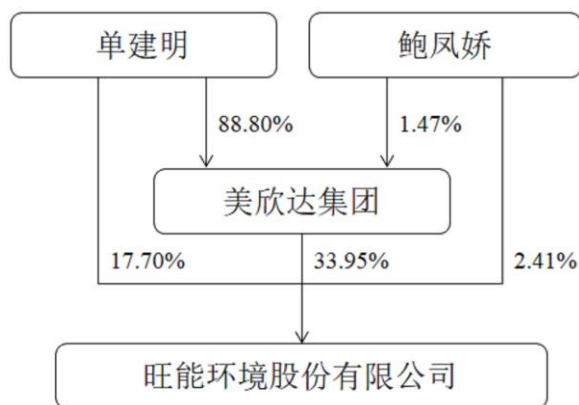 单建明
鲍凤娇
88.80%
1.47%
美欣达集团
17.70%
33.95%
2.41%
旺能环境股份有限公司